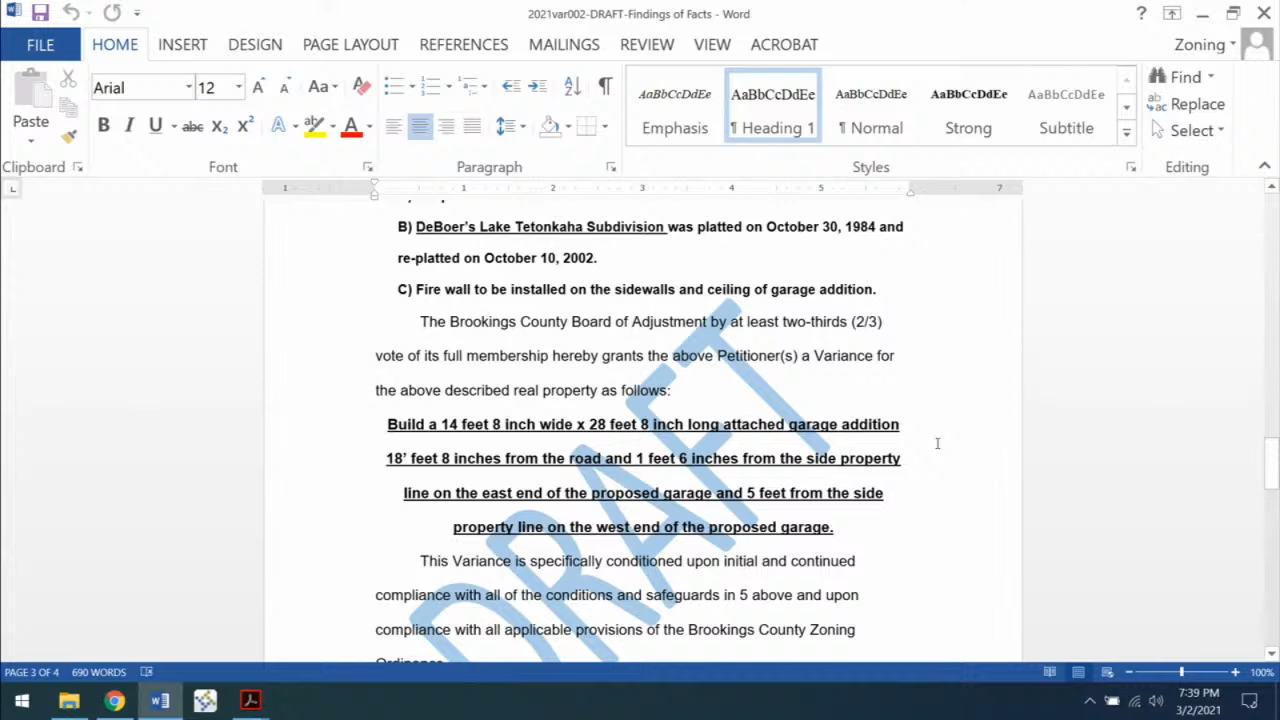 2021var002-DRAFT-Findings of Facts - Word
FILE HOME INSERT DESIGN PAGE LAYOUT REFERENCES MAILINGS REVIEW VIEW ACROBAT Zoning
Paste
Arial 12
Aa
AaBbCcDdEe AaBbCcDdEe AaBbCcDdEe AaBbCcDdEe AaBbCcDdEe
Emphasis ¶ Heading 1 ¶ Normal Strong Subtitle
Find
Replace
Select
Clipboard Font Paragraph Styles Editing
1 1 2 3 4 5 7
B) DeBoer's Lake Tetonkaha Subdivision was platted on October 30, 1984 and
re-platted on October 10, 2002.
C) Fire wall to be installed on the sidewalls and ceiling of garage addition.
The Brookings County Board of Adjustment by at least two-thirds (2/3)
vote of its full membership hereby grants the above Petitioner(s) a Variance for
the above described real property as follows:
Build a 14 feet 8 inch wide x 28 feet 8 inch long attached garage addition
18' feet 8 inches from the road and 1 feet 6 inches from the side property
line on the east end of the proposed garage and 5 feet from the side
property line on the west end of the proposed garage.
This Variance is specifically conditioned upon initial and continued
compliance with all of the conditions and safeguards in 5 above and upon
compliance with all applicable provisions of the Brookings County Zoning
Ordinance
DRAFT
PAGE 3 OF 4 690 WORDS 100%
7:39 PM
3/2/2021